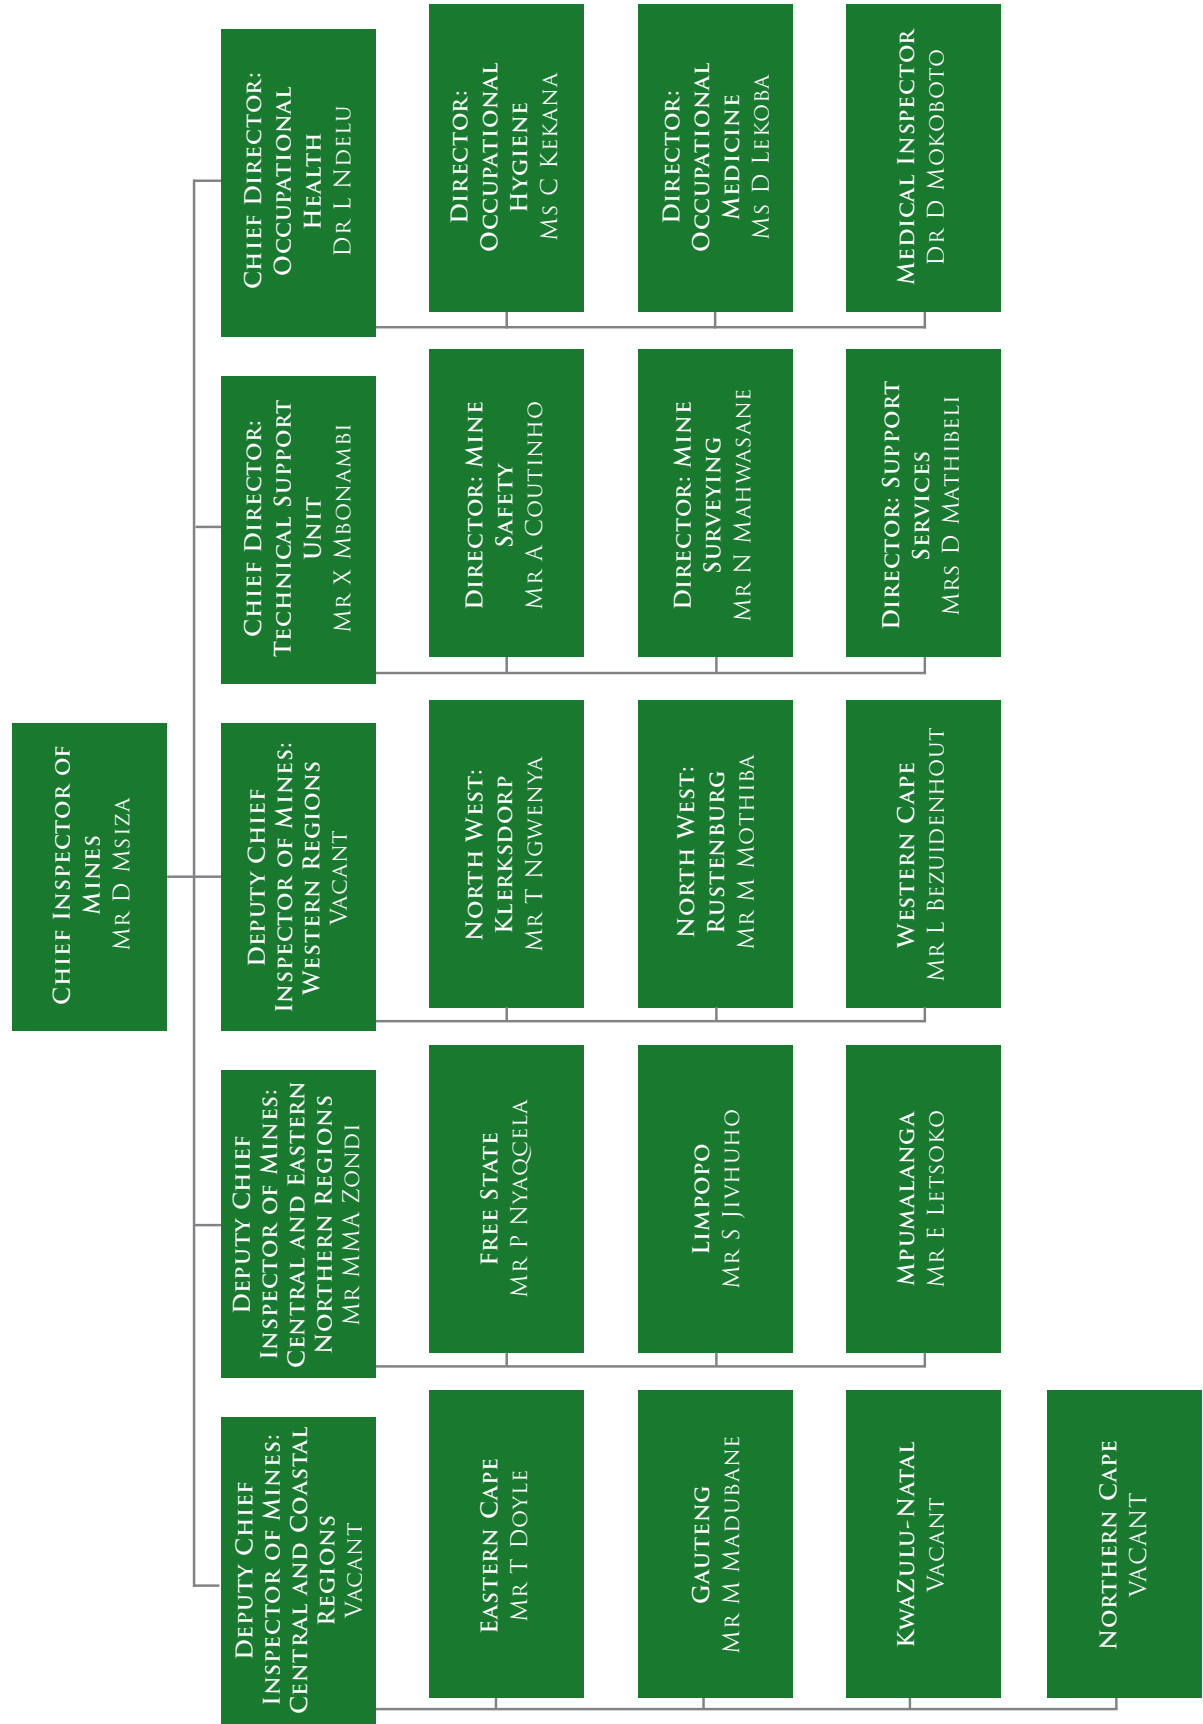 Chief Inspector of
Mines
Mr D Msiza
Deputy Chief
Inspector of Mines:
Central and Coastal
Regions
Vacant
Eastern Cape
Mr T Doyle
Gauteng
Mr M Madubane
KwaZulu-Natal
Vacant
Northern Cape
VACANT
Deputy Chief
Inspector of Mines:
Central and Eastern
Northern Regions
Mr MMA Zondi
Free State
Mr P Nyaqcela
Limpopo
Mr S Jivhuho
Mpumalanga
Mr E Letsoko
Deputy Chief
Inspector of Mines:
Western Regions
Vacant
North West:
Klerksdorp
Mr T Ngwenya
North West:
Rustenburg
Mr M Mothiba
Western Cape
Mr L Bezuidenhout
Chief Director:
Technical Support
Unit
Mr X Mbonambi
Director: Mine
Safety
Mr A Coutinho
Director: Mine
Surveying
Mr N Mahwasane
Director: Support
Services
Mrs D Mathibeli
Chief Director:
Occupational
Health
Dr L Ndelu
Director:
Occupational
Hygiene
Ms C Kekana
Director:
Occupational
Medicine
Ms D Lekoba
Medical Inspector
Dr D Mokoboto